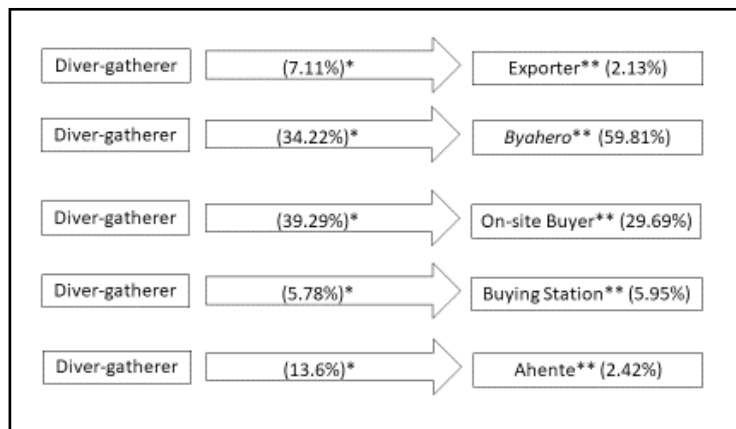 Diver-gatherer (7.11%)* Exporter** (2.13%)
Diver-gatherer (34.22%)* Byahero** (59.81%)
Diver-gatherer (39.29%)* On-site Buyer** (29.69%)
Diver-gatherer (5.78%)* Buying Station** (5.95%)
Diver-gatherer (13.6%)* Ahente** (2.42%)